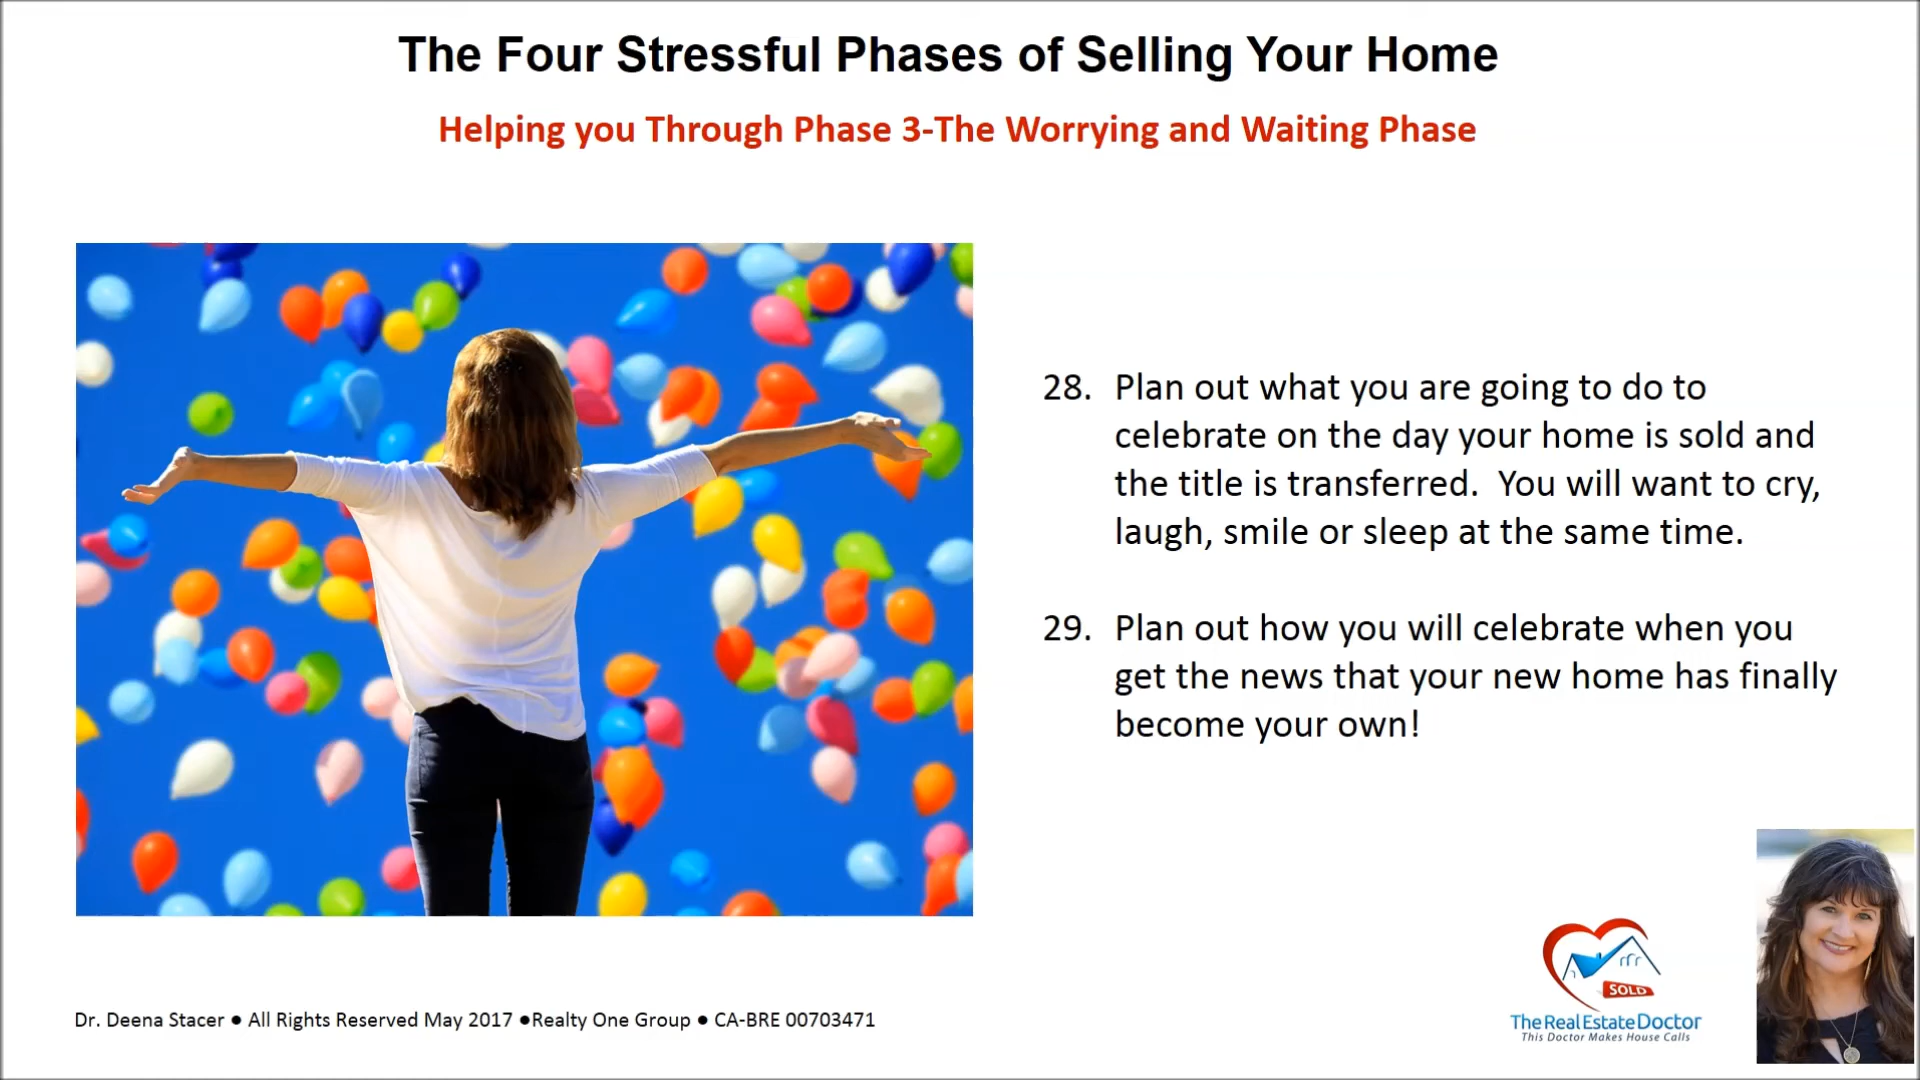 The Four Stressful Phases of Selling Your Home
Helping you Through Phase 3-The Worrying and Waiting Phase
28. Plan out what you are going to do to
celebrate on the day your home is sold and
the title is transferred.  You will want to cry,
laugh, smile or sleep at the same time.
29. Plan out how you will celebrate when you
get the news that your new home has finally
become your own!
SOLD
TheRealEstateDoctor
This Doctor Makes House Calls
Dr. Deena Stacer ● All Rights Reserved May 2017 ●Realty One Group ● CA-BRE 00703471